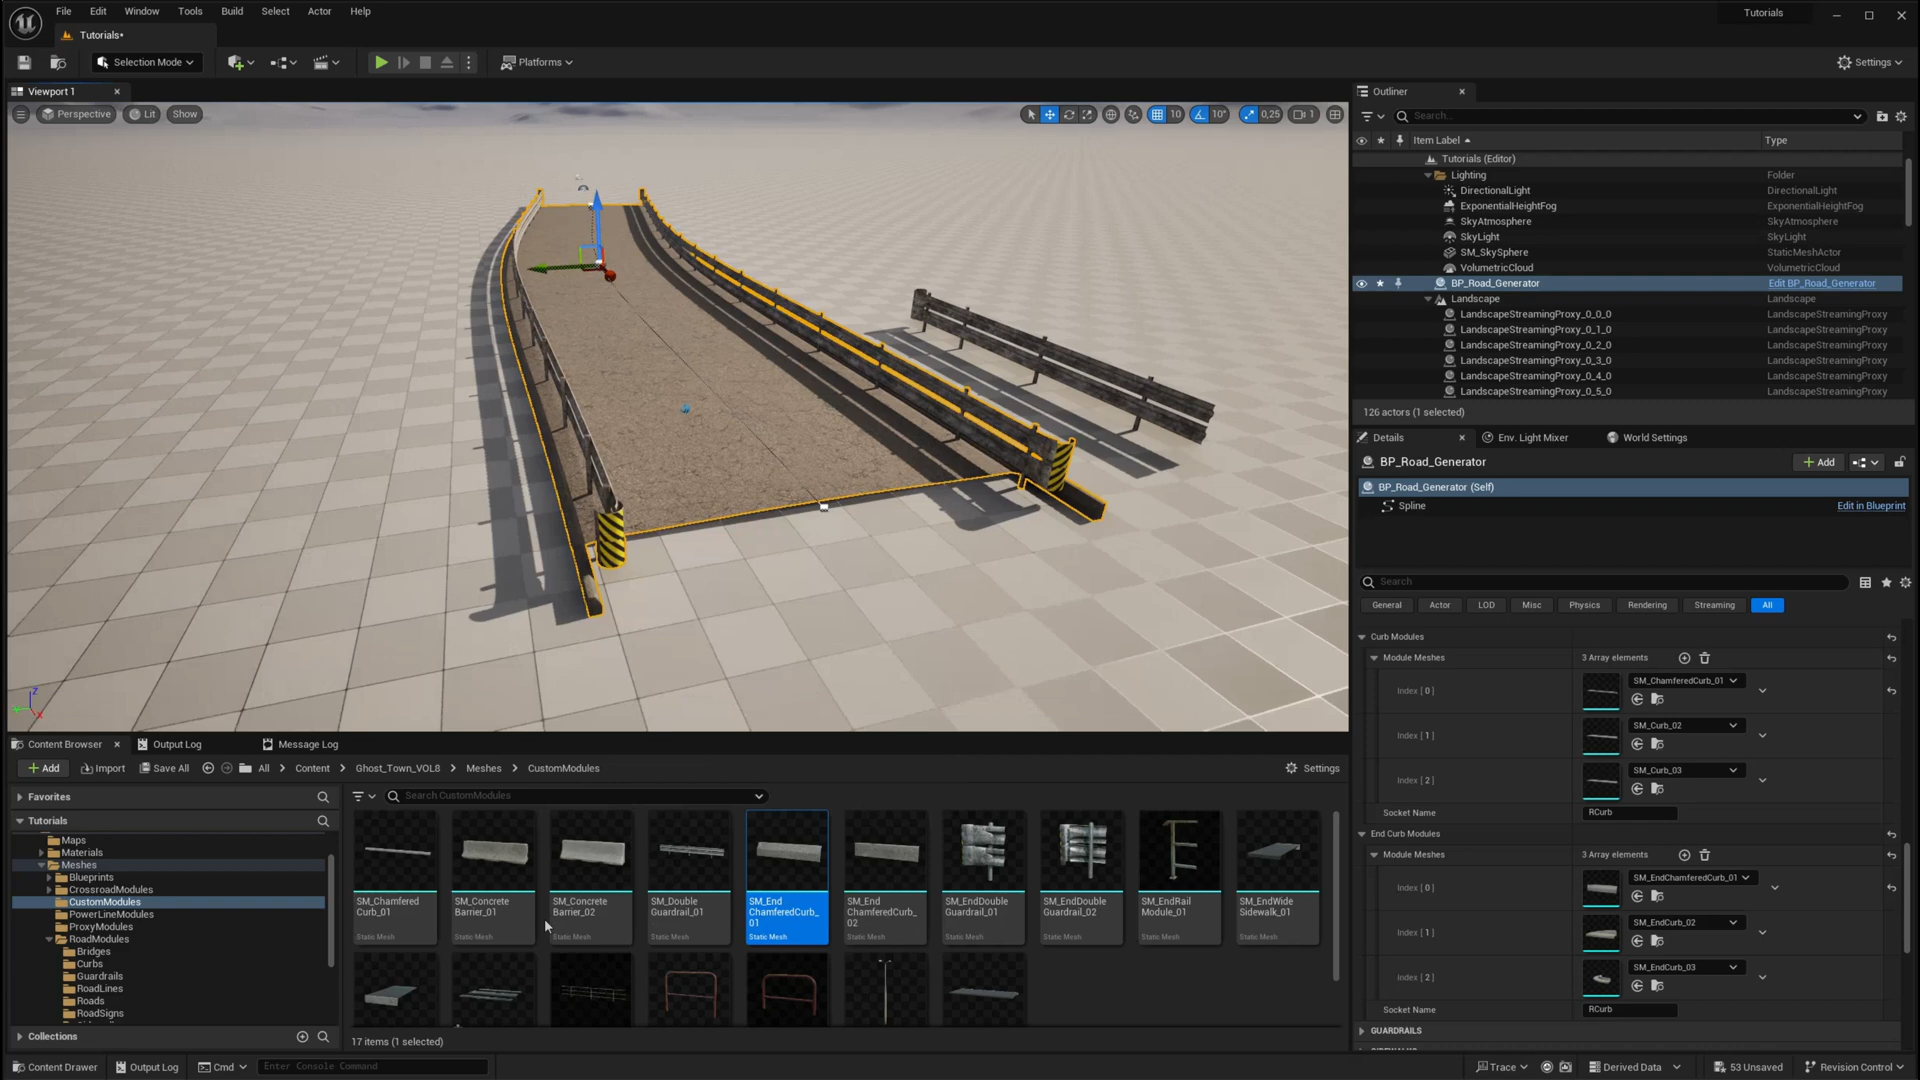 File Edit Window Tools Build Select Actor Help
Tutorials
Tutorials•
Selection Mode
Platforms
Settings
Viewport 1
Perspective Lit Show
10 10° 0,25 1
Outliner
Search...
Item Label Type
Tutorials (Editor)
Lighting Folder
DirectionalLight DirectionalLight
ExponentialHeightFog ExponentialHeightFog
SkyAtmosphere SkyAtmosphere
SkyLight SkyLight
SM_SkySphere StaticMeshActor
VolumetricCloud VolumetricCloud
BP_Road_Generator Edit BP_Road_Generator
Landscape Landscape
LandscapeStreamingProxy_0_0_0 LandscapeStreamingProxy
LandscapeStreamingProxy_0_1_0 LandscapeStreamingProxy
LandscapeStreamingProxy_0_2_0 LandscapeStreamingProxy
LandscapeStreamingProxy_0_3_0 LandscapeStreamingProxy
LandscapeStreamingProxy_0_4_0 LandscapeStreamingProxy
LandscapeStreamingProxy_0_5_0 LandscapeStreamingProxy
126 actors (1 selected)
Details Env. Light Mixer World Settings
BP_Road_Generator
Add
BP_Road_Generator (Self)
Spline Edit in Blueprint
Search
General Actor LOD Misc Physics Rendering Streaming All
Curb Modules
Module Meshes 3 Array elements
Index [ 0 ] SM_ChamferedCurb_01
Index [ 1 ] SM_Curb_02
Index [ 2 ] SM_Curb_03
Socket Name RCurb
End Curb Modules
Module Meshes 3 Array elements
Index [ 0 ] SM_EndChamferedCurb_01
Index [ 1 ] SM_EndCurb_02
Index [ 2 ] SM_EndCurb_03
Socket Name RCurb
GUARDRAILS
Z
X
Content Browser Output Log Message Log
Add Import Save All All Content Ghost_Town_VOL8 Meshes CustomModules Settings
Favorites
Tutorials
Maps
Materials
Meshes
Blueprints
CrossroadModules
CustomModules
PowerLineModules
ProxyModules
RoadModules
Bridges
Curbs
Guardrails
RoadLines
Roads
RoadSigns
Collections
Search CustomModules
SM_Chamfered
Curb_01
Static Mesh
SM_Concrete
Barrier_01
Static Mesh
SM_Concrete
Barrier_02
Static Mesh
SM_Double
Guardrail_01
Static Mesh
SM_End
ChamferedCurb_
01
Static Mesh
SM_End
ChamferedCurb_
02
Static Mesh
SM_EndDouble
Guardrail_01
Static Mesh
SM_EndDouble
Guardrail_02
Static Mesh
SM_EndRail
Module_01
Static Mesh
SM_EndWide
Sidewalk_01
Static Mesh
17 items (1 selected)
Content Drawer Output Log Cmd Enter Console Command
Trace Derived Data 53 Unsaved Revision Control